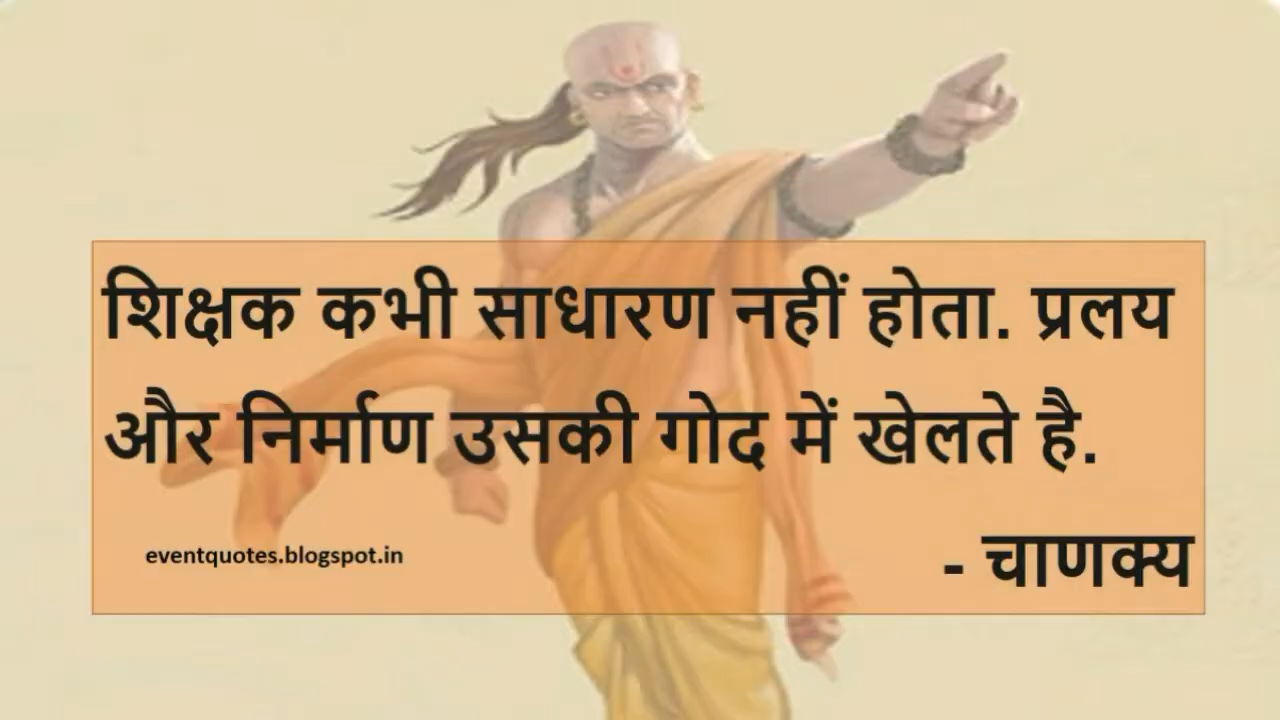 शिक्षक कभी साधारण नहीं होता. प्रलय
और निर्माण उसकी गोद में खेलते है.
eventquotes.blogspot.in
- चाणक्य